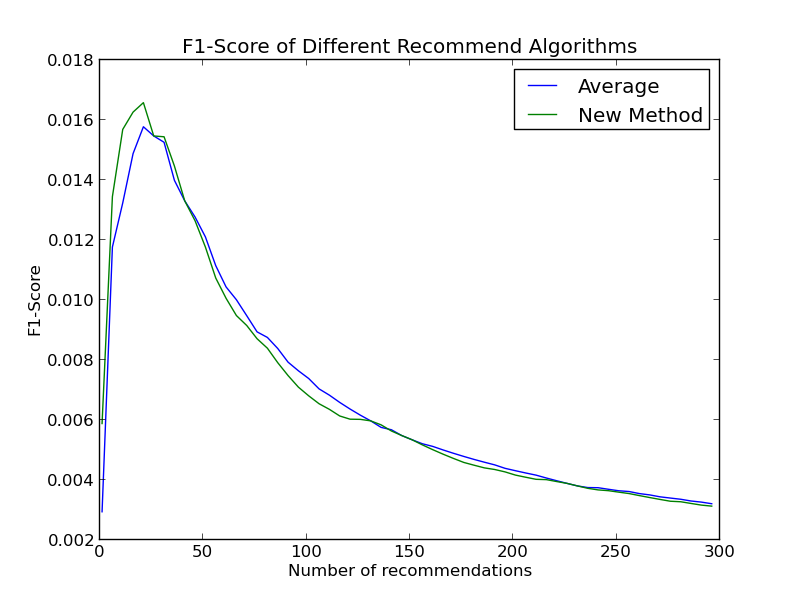 F1-Score of Different Recommend Algorithms
0.018
0.016
0.014
0.012
0.010
0.008
0.006
0.004
0.002
F1-Score
Average
New Method
0 50 100 150 200 250 300
Number of recommendations